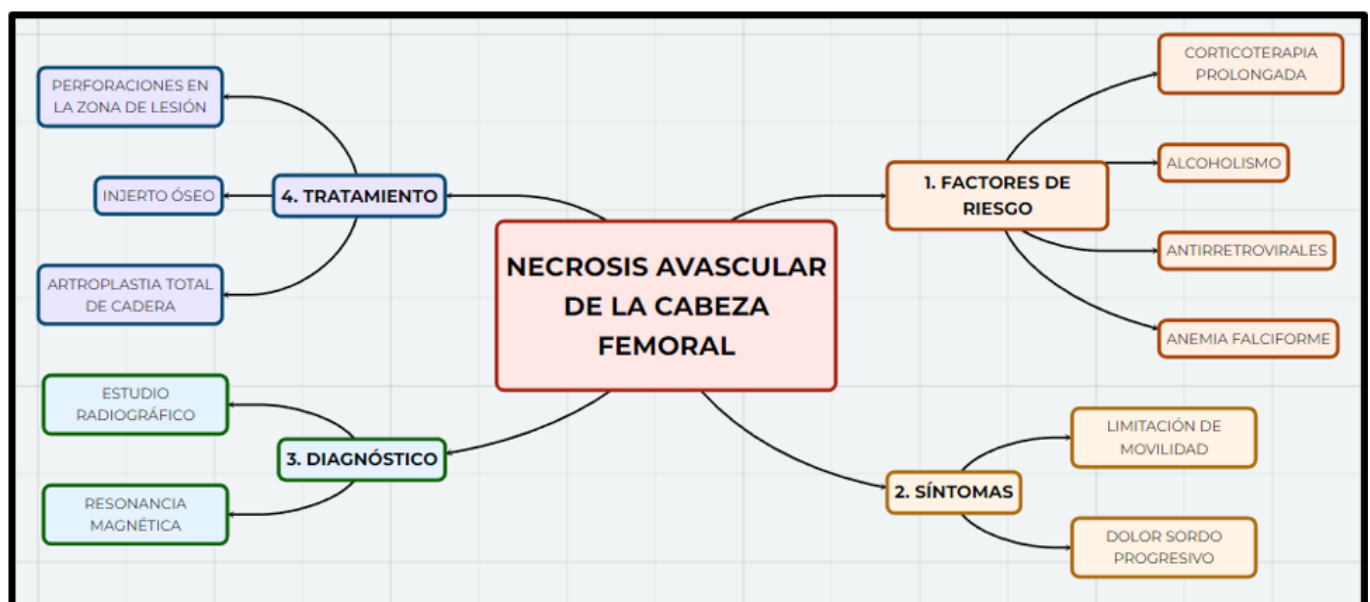 NECROSIS AVASCULAR
DE LA CABEZA
FEMORAL
1. FACTORES DE
RIESGO
CORTICOTERAPIA
PROLONGADA
ALCOHOLISMO
ANTIRRETROVIRALES
ANEMIA FALCIFORME
2. SÍNTOMAS
LIMITACIÓN DE
MOVILIDAD
DOLOR SORDO
PROGRESIVO
3. DIAGNÓSTICO
ESTUDIO
RADIOGRÁFICO
RESONANCIA
MAGNÉTICA
4. TRATAMIENTO
PERFORACIONES EN
LA ZONA DE LESIÓN
INJERTO ÓSEO
ARTROPLASTIA TOTAL
DE CADERA